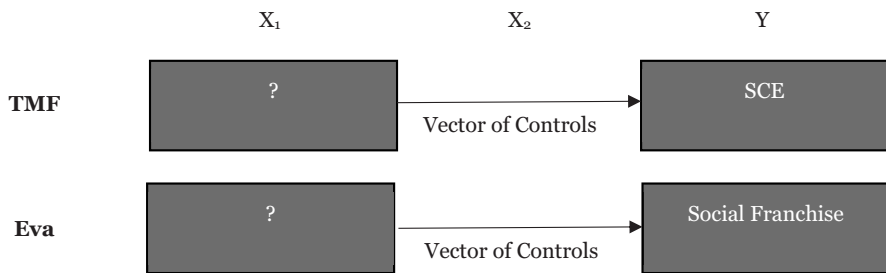 X₁ X₂ Y
? SCE
TMF
Vector of Controls
? Social Franchise
Eva
Vector of Controls